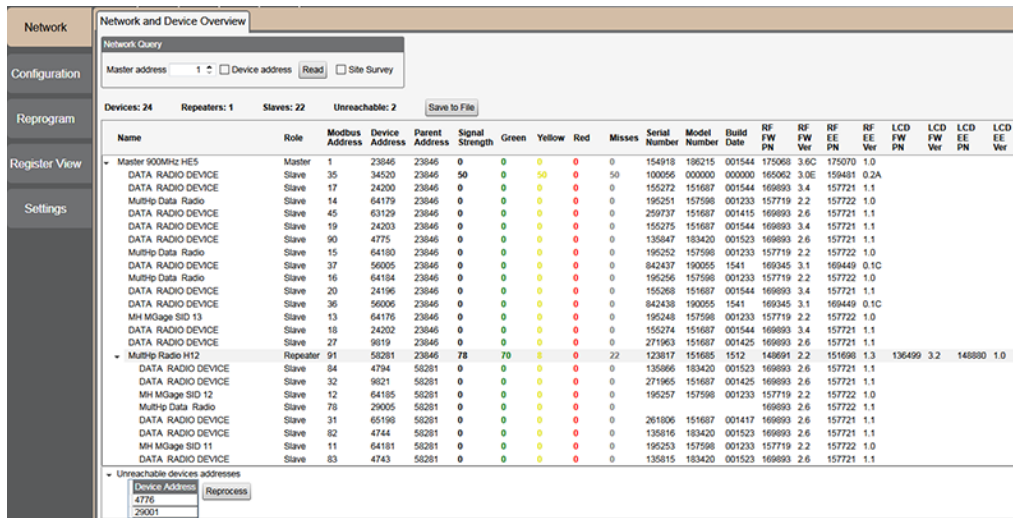 Network
Configuration
Reprogram
Register View
Settings
Network and Device Overview
Network Query
Master address 1 Device address Read Site Survey
Devices: 24 Repeaters: 1 Slaves: 22 Unreachable: 2 Save to File
Name Role Modbus Address Device Address Parent Address Signal Strength Green Yellow Red Misses Serial Number Model Number Build Date RF FW PN RF FW Ver RF EE PN RF EE Ver LCD FW PN LCD FW Ver LCD EE PN LCD EE Ver
Master 900MHz HE5 Master 1 23846 23846 0 0 0 0 0 154918 186215 001544 175068 3.6C 175070 1.0
DATA RADIO DEVICE Slave 35 34520 23846 50 0 50 0 50 100056 000000 000000 165062 3.0E 159481 0.2A
DATA RADIO DEVICE Slave 17 24200 23846 0 0 0 0 0 155272 151687 001544 169893 3.4 157721 1.1
MultHp Data Radio Slave 14 64179 23846 0 0 0 0 0 195251 157598 001233 157719 2.2 157722 1.0
DATA RADIO DEVICE Slave 45 63129 23846 0 0 0 0 0 259737 151687 001415 169893 2.6 157721 1.1
DATA RADIO DEVICE Slave 19 24203 23846 0 0 0 0 0 155275 151687 001544 169893 3.4 157721 1.1
DATA RADIO DEVICE Slave 90 4775 23846 0 0 0 0 0 135847 183420 001523 169893 2.6 157721 1.1
MultHp Data Radio Slave 15 64180 23846 0 0 0 0 0 195252 157598 001233 157719 2.2 157722 1.0
DATA RADIO DEVICE Slave 37 56005 23846 0 0 0 0 0 842437 190055 1541 169345 3.1 169449 0.1C
MultHp Data Radio Slave 16 64184 23846 0 0 0 0 0 195256 157598 001233 157719 2.2 157722 1.0
DATA RADIO DEVICE Slave 20 24196 23846 0 0 0 0 0 155268 151687 001544 169893 3.4 157721 1.1
DATA RADIO DEVICE Slave 36 56006 23846 0 0 0 0 0 842438 190055 1541 169345 3.1 169449 0.1C
MH MGage SID 13 Slave 13 64176 23846 0 0 0 0 0 195248 157598 001233 157719 2.2 157722 1.0
DATA RADIO DEVICE Slave 18 24202 23846 0 0 0 0 0 155274 151687 001544 169893 3.4 157721 1.1
DATA RADIO DEVICE Slave 27 9819 23846 0 0 0 0 0 271963 151687 001425 169893 2.6 157721 1.1
MultHp Radio H12 Repeater 91 58281 23846 78 70 8 0 22 123817 151685 1512 148691 2.2 151698 1.3 136499 3.2 148880 1.0
DATA RADIO DEVICE Slave 84 4794 58281 0 0 0 0 0 135866 183420 001523 169893 2.6 157721 1.1
DATA RADIO DEVICE Slave 32 9821 58281 0 0 0 0 0 271965 151687 001425 169893 2.6 157721 1.1
MH MGage SID 12 Slave 12 64185 58281 0 0 0 0 0 195257 157598 001233 157719 2.2 157722 1.0
MultHp Data Radio Slave 78 29005 58281 0 0 0 0 0 169893 2.6 157722 1.0
DATA RADIO DEVICE Slave 31 65198 58281 0 0 0 0 0 261806 151687 001417 169893 2.6 157721 1.1
DATA RADIO DEVICE Slave 82 4744 58281 0 0 0 0 0 135816 183420 001523 169893 2.6 157721 1.1
MH MGage SID 11 Slave 11 64181 58281 0 0 0 0 0 195253 157598 001233 157719 2.2 157722 1.0
DATA RADIO DEVICE Slave 83 4743 58281 0 0 0 0 0 135815 183420 001523 169893 2.6 157721 1.1
Unreachable devices addresses
Device Address Reprocess
4776
29001